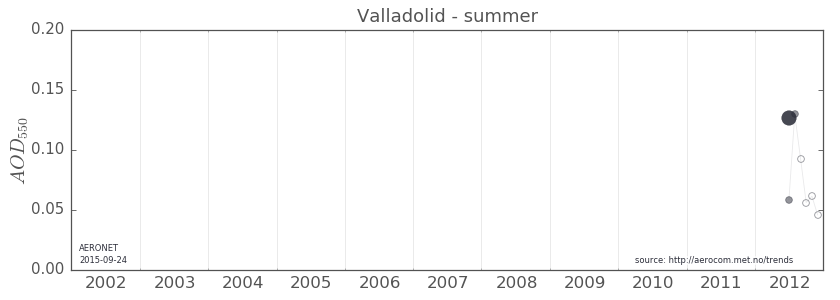 Valladolid - summer
0.20
0.15
0.10
0.05
0.00
AOD550
AERONET
2015-09-24
source: http://aerocom.met.no/trends
2002 2003 2004 2005 2006 2007 2008 2009 2010 2011 2012